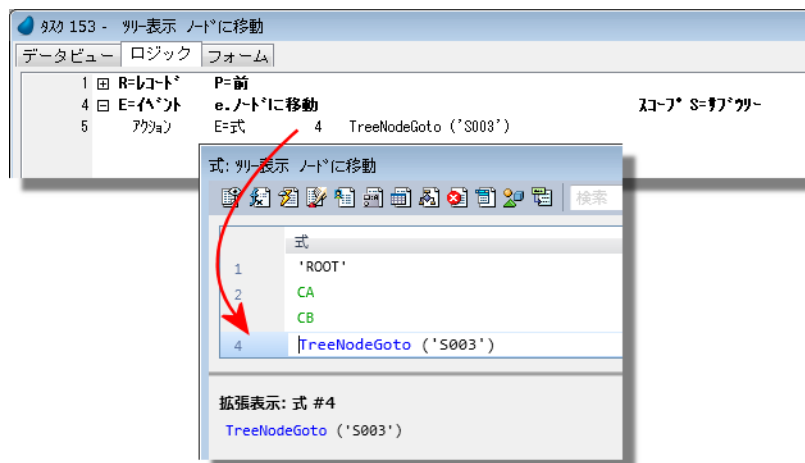 タスク 153 - ツリー表示 ノードに移動
データビュー ロジック フォーム
1 R=レコード P=前
4 E=イベント e.ノードに移動 スコープ S=サブツリー
5 アクション E=式 4 TreeNodeGoto ('S003')
式: ツリー表示 ノードに移動
検索
式
1 'ROOT'
2 CA
CB
4 TreeNodeGoto ('S003')
拡張表示: 式 #4
TreeNodeGoto ('S003')